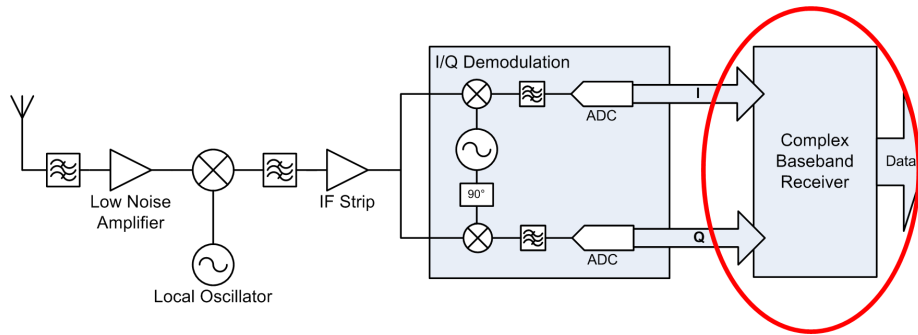 I/Q Demodulation
ADC
I
Low Noise
Amplifier
IF Strip
90°
Complex
Baseband
Receiver
Data
Q
ADC
Local Oscillator